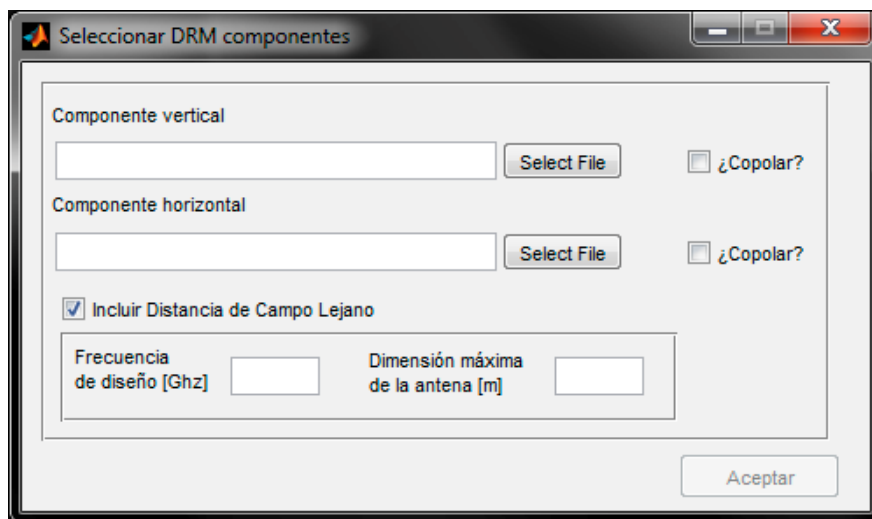 Seleccionar DRM componentes
Componente vertical
Select File
¿Copolar?
Componente horizontal
Select File
¿Copolar?
Incluir Distancia de Campo Lejano
Frecuencia
de diseño [Ghz]
Dimensión máxima
de la antena [m]
Aceptar